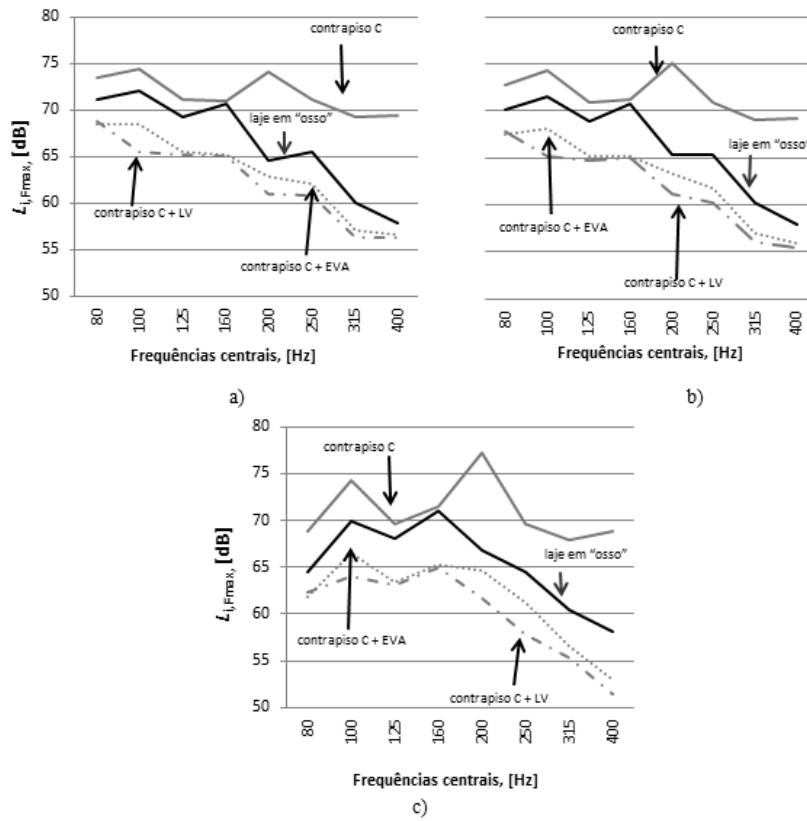 80
75
70
65
60
55
50
L i,Fmax, [dB]
contrapiso C
laje em “osso”
contrapiso C + LV
contrapiso C + EVA
80
100
125
160
200
250
315
400
Frequências centrais, [Hz]
a)
contrapiso C
laje em “osso”
contrapiso C + EVA
contrapiso C + LV
80
100
125
160
200
250
315
400
Frequências centrais, [Hz]
b)
80
75
70
65
60
55
50
L i,Fmax, [dB]
contrapiso C
laje em “osso”
contrapiso C + EVA
contrapiso C + LV
80
100
125
160
200
250
315
400
Frequências centrais, [Hz]
c)